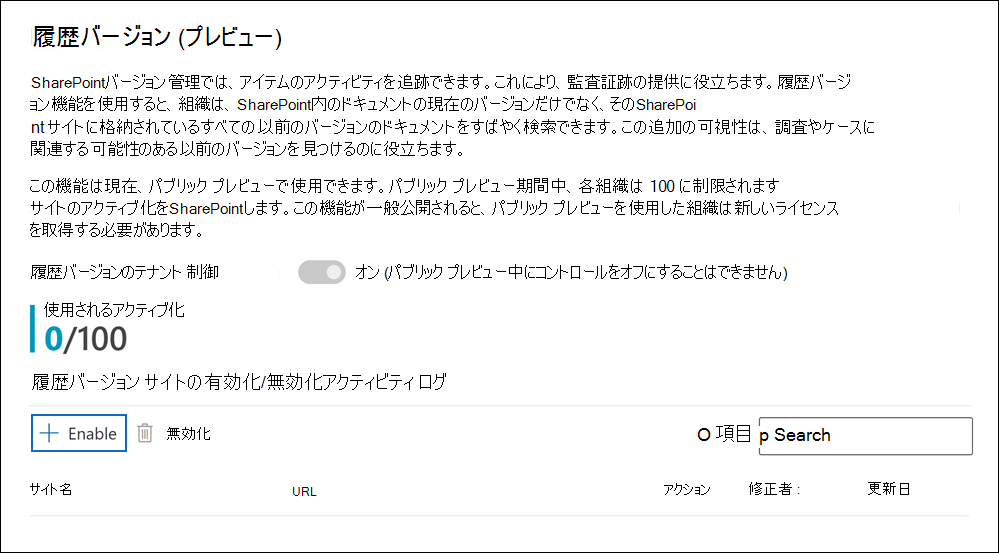 履歴バージョン (プレビュー)
SharePointバージョン管理では、アイテムのアクティビティを追跡できます。これにより、監査証跡の提供に役立ちます。履歴バージ
ョン機能を使用すると、組織は、SharePoint内のドキュメントの現在のバージョンだけでなく、そのSharePoi
ntサイトに格納されているすべての以前のバージョンのドキュメントをすばやく検索できます。この追加の可視性は、調査やケースに
関連する可能性のある以前のバージョンを見つけるのに役立ちます。
この機能は現在、パブリック プレビューで使用できます。パブリック プレビュー期間中、各組織は 100 に制限されます
サイトのアクティブ化をSharePointします。この機能が一般公開されると、パブリック プレビューを使用した組織は新しいライセンス
を取得する必要があります。
履歴バージョンのテナント 制御 オン (パブリック プレビュー中にコントロールをオフにすることはできません)
使用されるアクティブ化
0/100
履歴バージョン サイトの有効化/無効化アクティビティ ログ
Enable 無効化 O 項目 p Search
サイト名 URL アクション 修正者 : 更新日